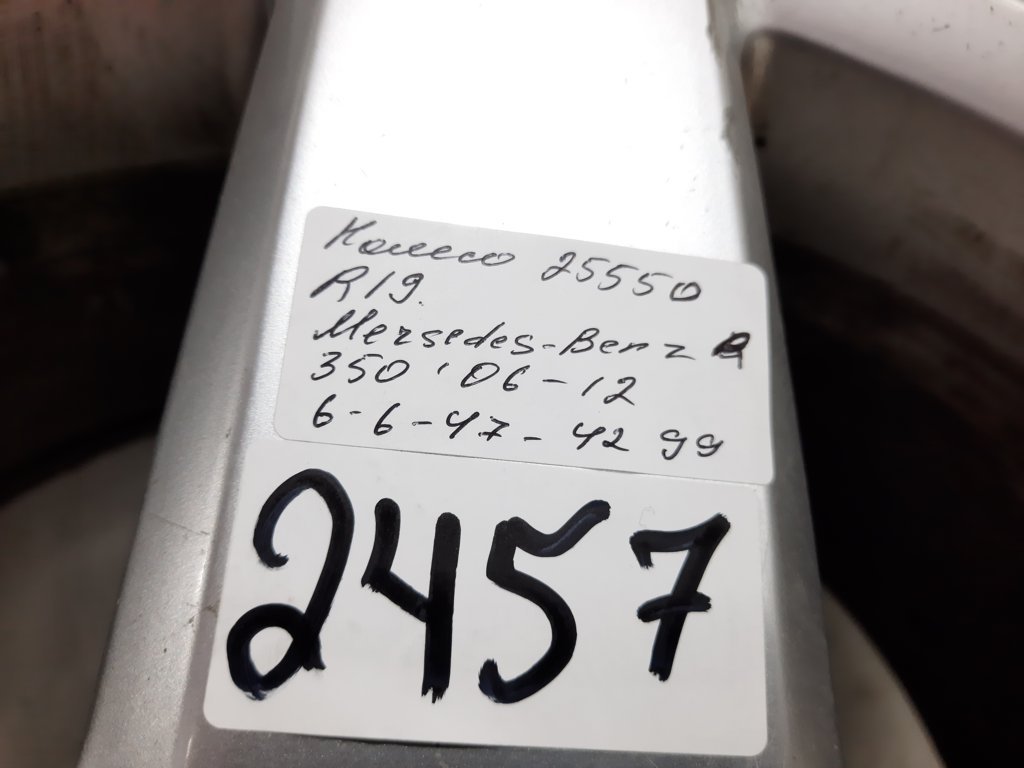 Колесо 25550
R19.
Mersedes-Benz R
350 '06-12
6-6-47-42 99
2457